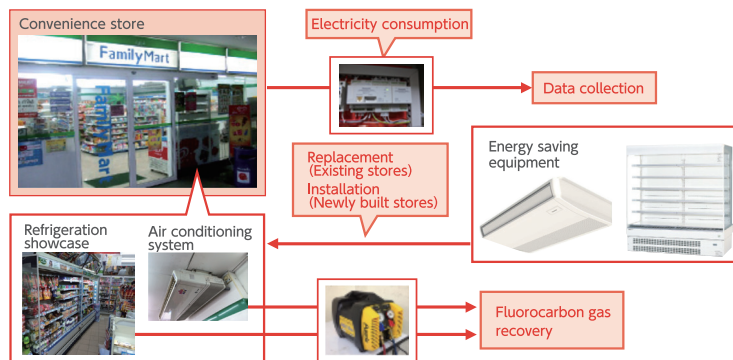 Convenience store
FamilyMart
FamilyMart
Electricity consumption
Data collection
Replacement
(Existing stores)
Installation
(Newly built stores)
Energy saving
equipment
Refrigeration
showcase
Air conditioning
system
Fluorocarbon gas
recovery